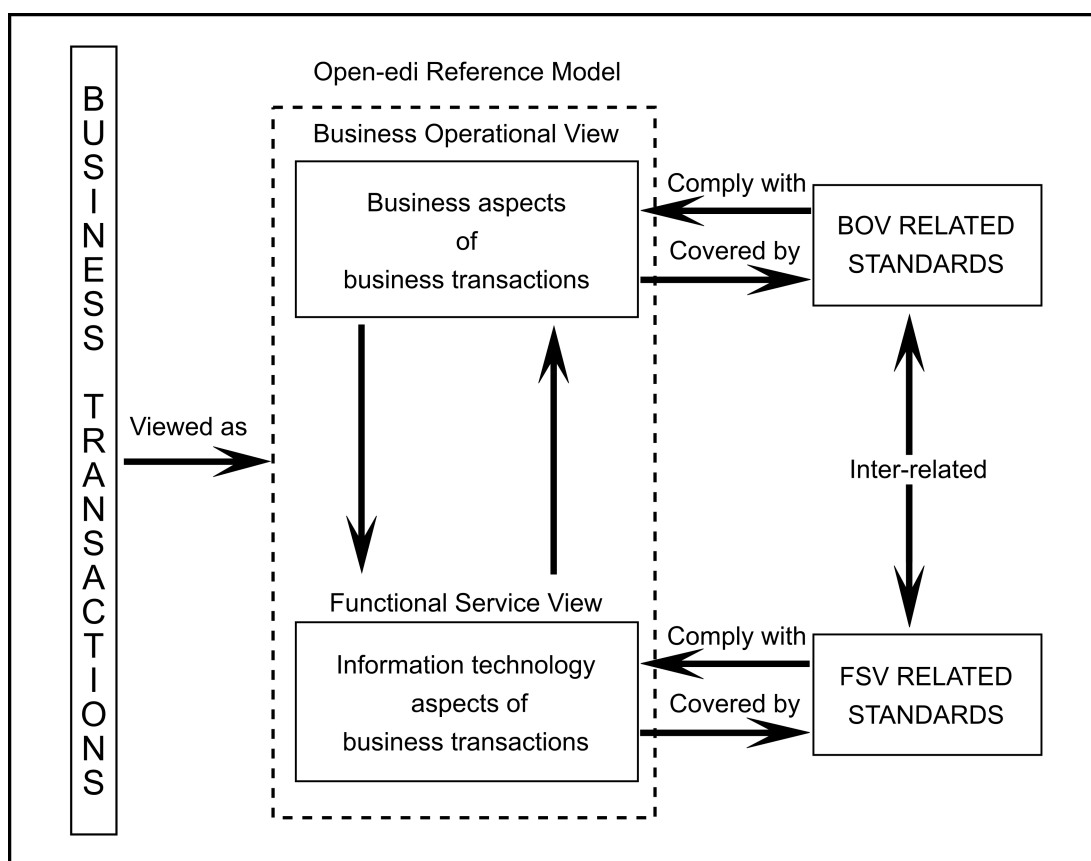 BUSINESS TRANSACTIONS
Open-edi Reference Model
Business Operational View
Business aspects
of
business transactions
Comply with
Covered by
BOV RELATED
STANDARDS
Viewed as
Inter-related
Functional Service View
Information technology
aspects of
business transactions
Comply with
Covered by
FSV RELATED
STANDARDS